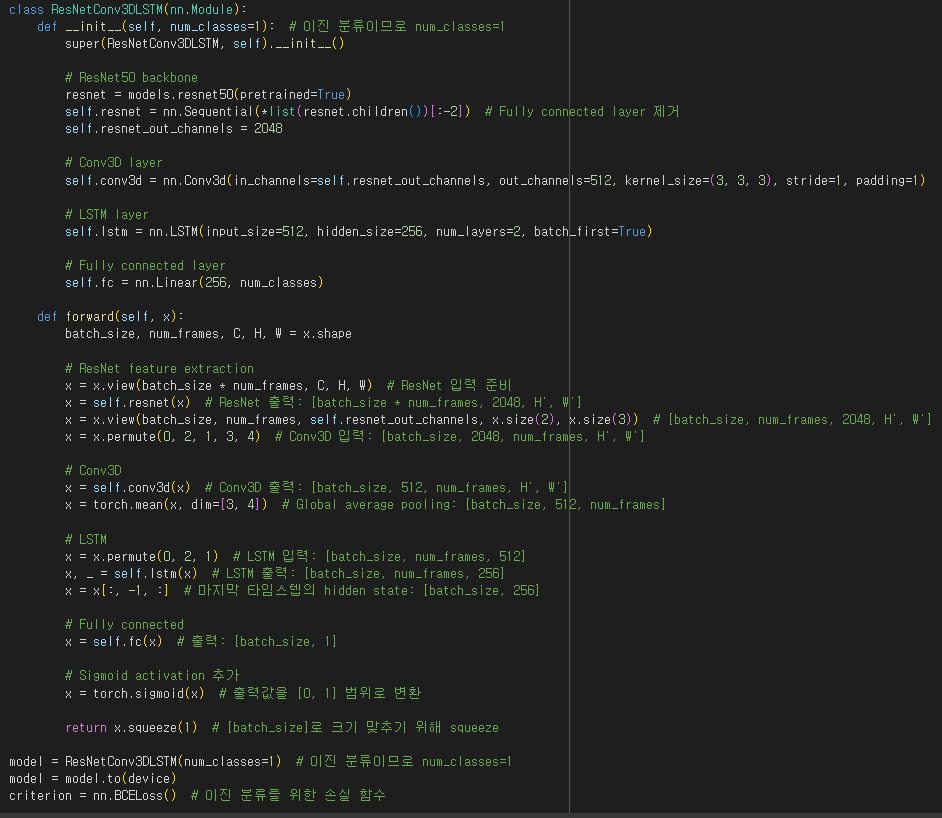 class ResNetConv3DLSTM(nn.Module):
    def __init__(self, num_classes=1):  # 이진 분류이므로 num_classes=1
        super(ResNetConv3DLSTM, self).__init__()

        # ResNet50 backbone
        resnet = models.resnet50(pretrained=True)
        self.resnet = nn.Sequential(*list(resnet.children())[:-2])  # Fully connected layer 제거
        self.resnet_out_channels = 2048

        # Conv3D layer
        self.conv3d = nn.Conv3d(in_channels=self.resnet_out_channels, out_channels=512, kernel_size=(3, 3, 3), stride=1, padding=1)

        # LSTM layer
        self.lstm = nn.LSTM(input_size=512, hidden_size=256, num_layers=2, batch_first=True)

        # Fully connected layer
        self.fc = nn.Linear(256, num_classes)

    def forward(self, x):
        batch_size, num_frames, C, H, W = x.shape

        # ResNet feature extraction
        x = x.view(batch_size * num_frames, C, H, W)  # ResNet 입력 준비
        x = self.resnet(x)  # ResNet 출력: [batch_size * num_frames, 2048, H', W']
        x = x.view(batch_size, num_frames, self.resnet_out_channels, x.size(2), x.size(3))  # [batch_size, num_frames, 2048, H', W']
        x = x.permute(0, 2, 1, 3, 4)  # Conv3D 입력: [batch_size, 2048, num_frames, H', W']

        # Conv3D
        x = self.conv3d(x)  # Conv3D 출력: [batch_size, 512, num_frames, H', W']
        x = torch.mean(x, dim=[3, 4])  # Global average pooling: [batch_size, 512, num_frames]

        # LSTM
        x = x.permute(0, 2, 1)  # LSTM 입력: [batch_size, num_frames, 512]
        x, _ = self.lstm(x)  # LSTM 출력: [batch_size, num_frames, 256]
        x = x[:, -1, :]  # 마지막 타임스텝의 hidden state: [batch_size, 256]

        # Fully connected
        x = self.fc(x)  # 출력: [batch_size, 1]

        # Sigmoid activation 추가
        x = torch.sigmoid(x)  # 출력값을 [0, 1] 범위로 변환

        return x.squeeze(1)  # [batch_size]로 크기 맞추기 위해 squeeze

model = ResNetConv3DLSTM(num_classes=1)  # 이진 분류이므로 num_classes=1
model = model.to(device)
criterion = nn.BCELoss()  # 이진 분류를 위한 손실 함수